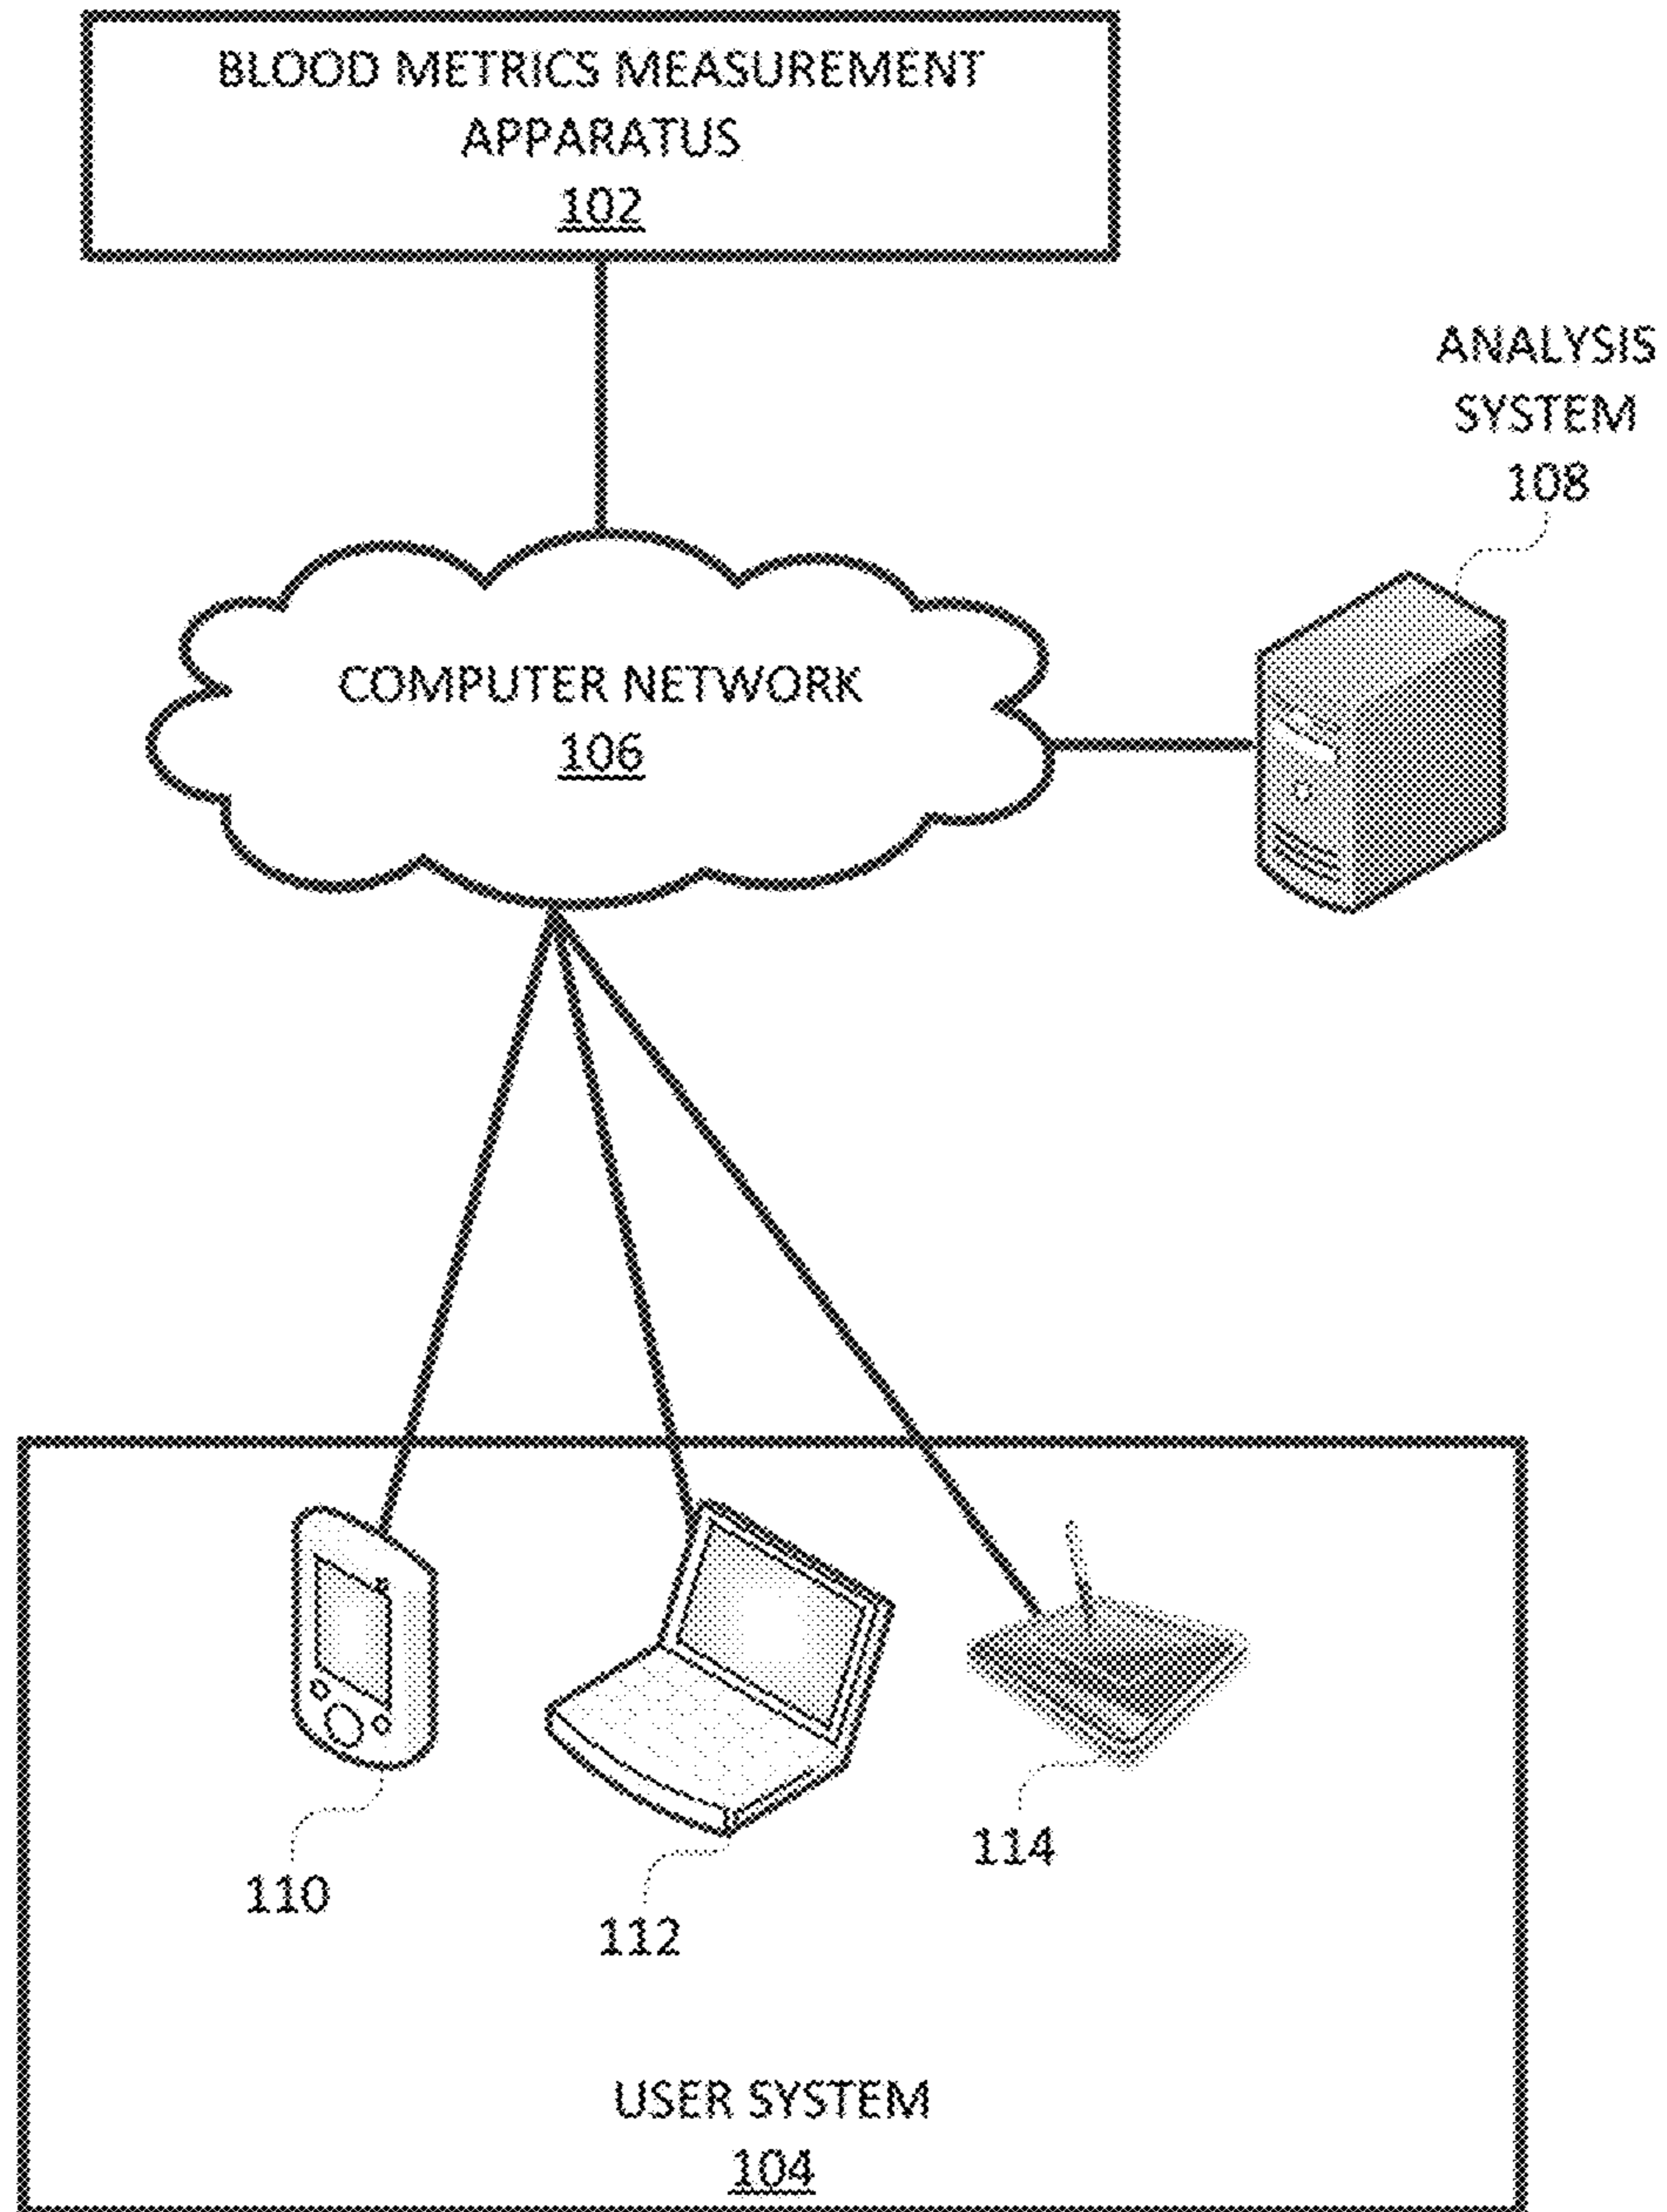 BLOOD METRICS MEASUREMENT
APPARATUS
102
ANALYSIS
SYSTEM
108
COMPUTER NETWORK
106
110
112
114
USER SYSTEM
104